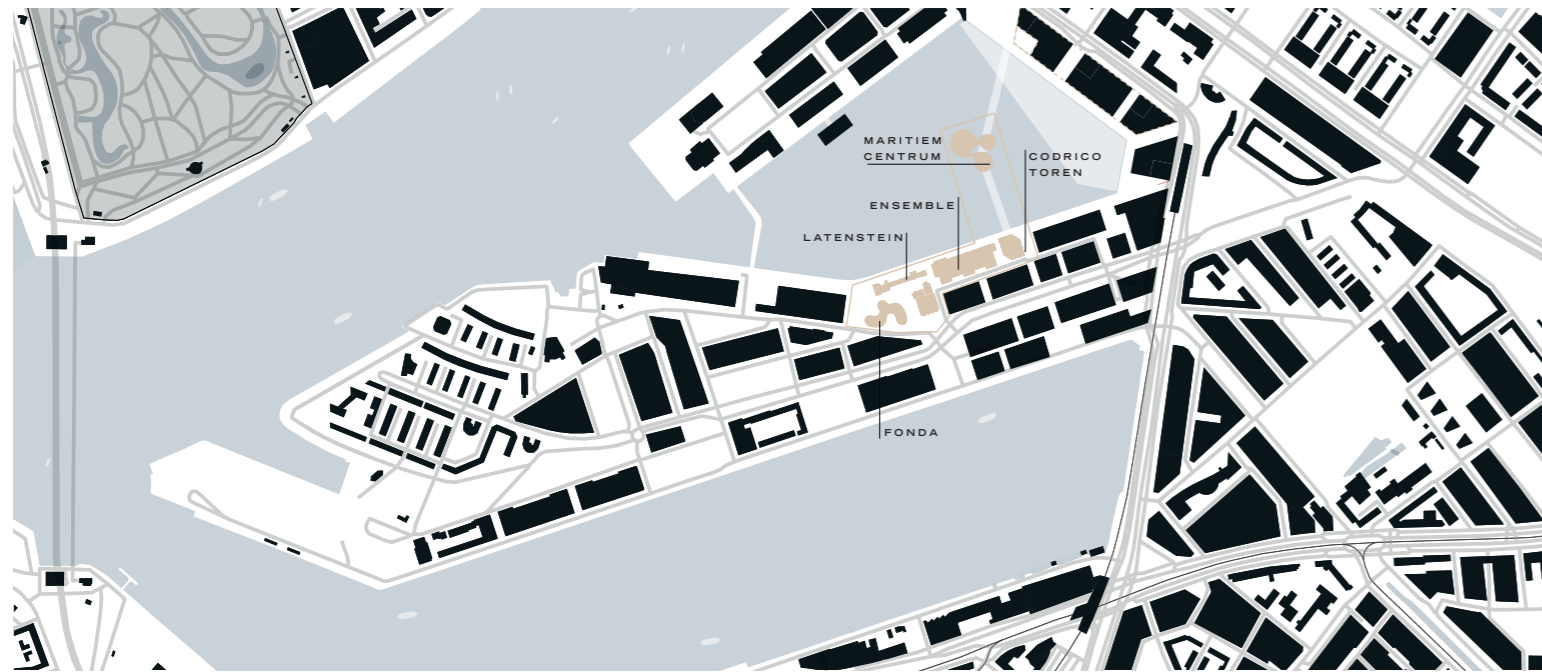 MARITIEM
CENTRUM
CODRICO
TOREN
ENSEMBLE
LATENSTEIN
FONDA